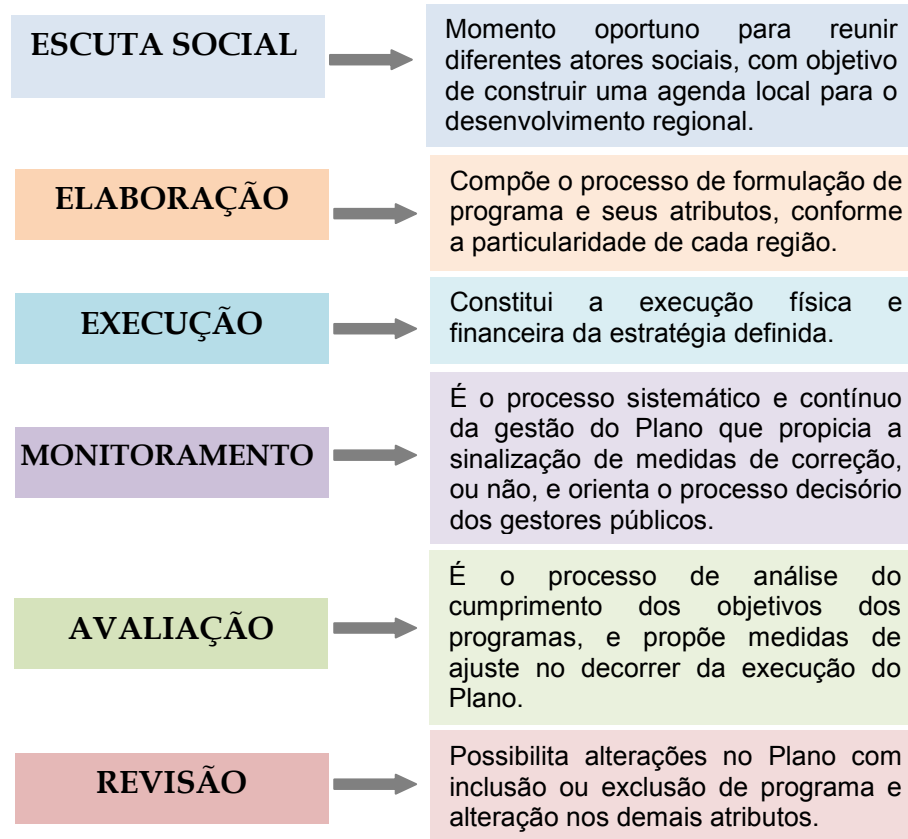 ESCUTA SOCIAL
Momento oportuno para reunir
diferentes atores sociais, com objetivo
de construir uma agenda local para o
desenvolvimento regional.
ELABORAÇÃO
Compõe o processo de formulação de
programa e seus atributos, conforme
a particularidade de cada região.
EXECUÇÃO
Constitui a execução física e
financeira da estratégia definida.
MONITORAMENTO
É o processo sistemático e contínuo
da gestão do Plano que propicia a
sinalização de medidas de correção,
ou não, e orienta o processo decisório
dos gestores públicos.
AVALIAÇÃO
É o processo de análise do
cumprimento dos objetivos dos
programas, e propõe medidas de
ajuste no decorrer da execução do
Plano.
REVISÃO
Possibilita alterações no Plano com
inclusão ou exclusão de programa e
alteração nos demais atributos.